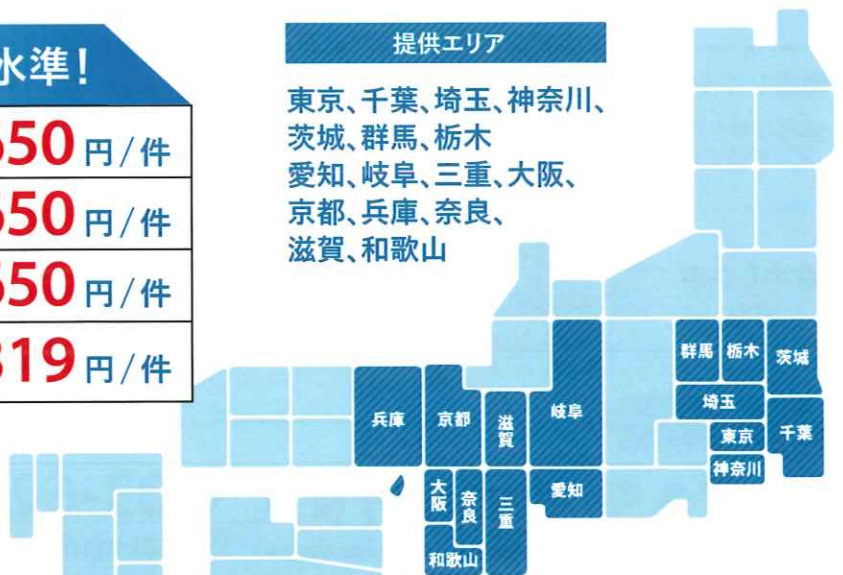 水準!
650円/件
650円/件
650円/件
319円/件
提供エリア
東京、千葉、埼玉、神奈川、
茨城、群馬、栃木
愛知、岐阜、三重、大阪、
京都、兵庫、奈良、
滋賀、和歌山
群馬
栃木
茨城
埼玉
東京
千葉
神奈川
兵庫
京都
滋賀
岐阜
大阪
奈良
三重
愛知
和歌山